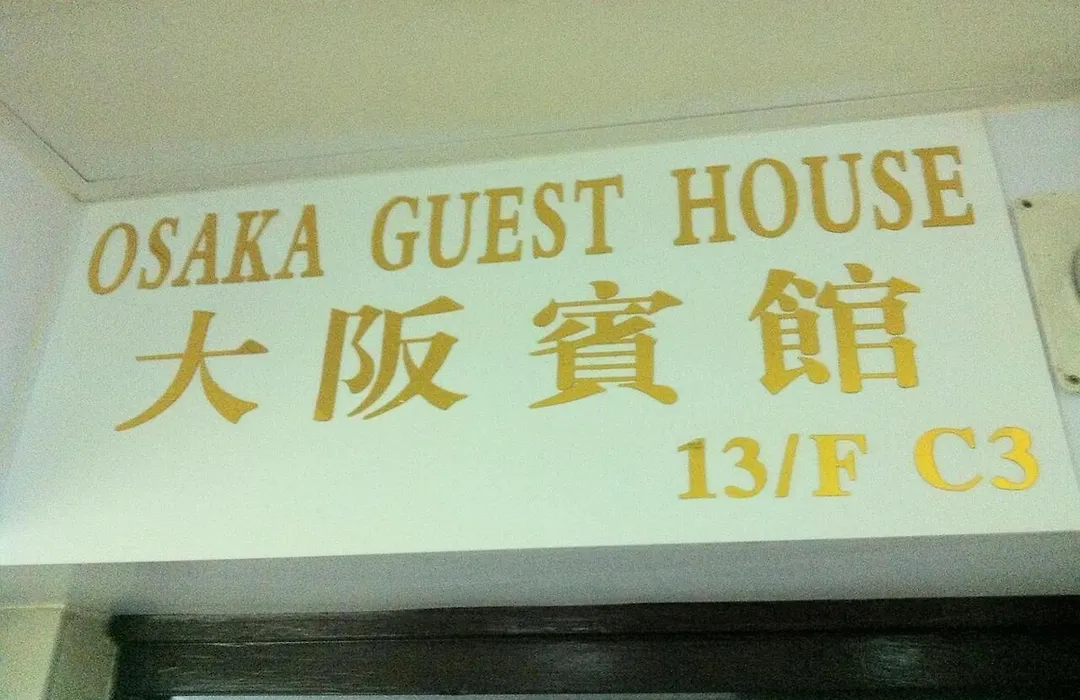 OSAKA GUEST HOUSE
大阪賓館
13/F C3